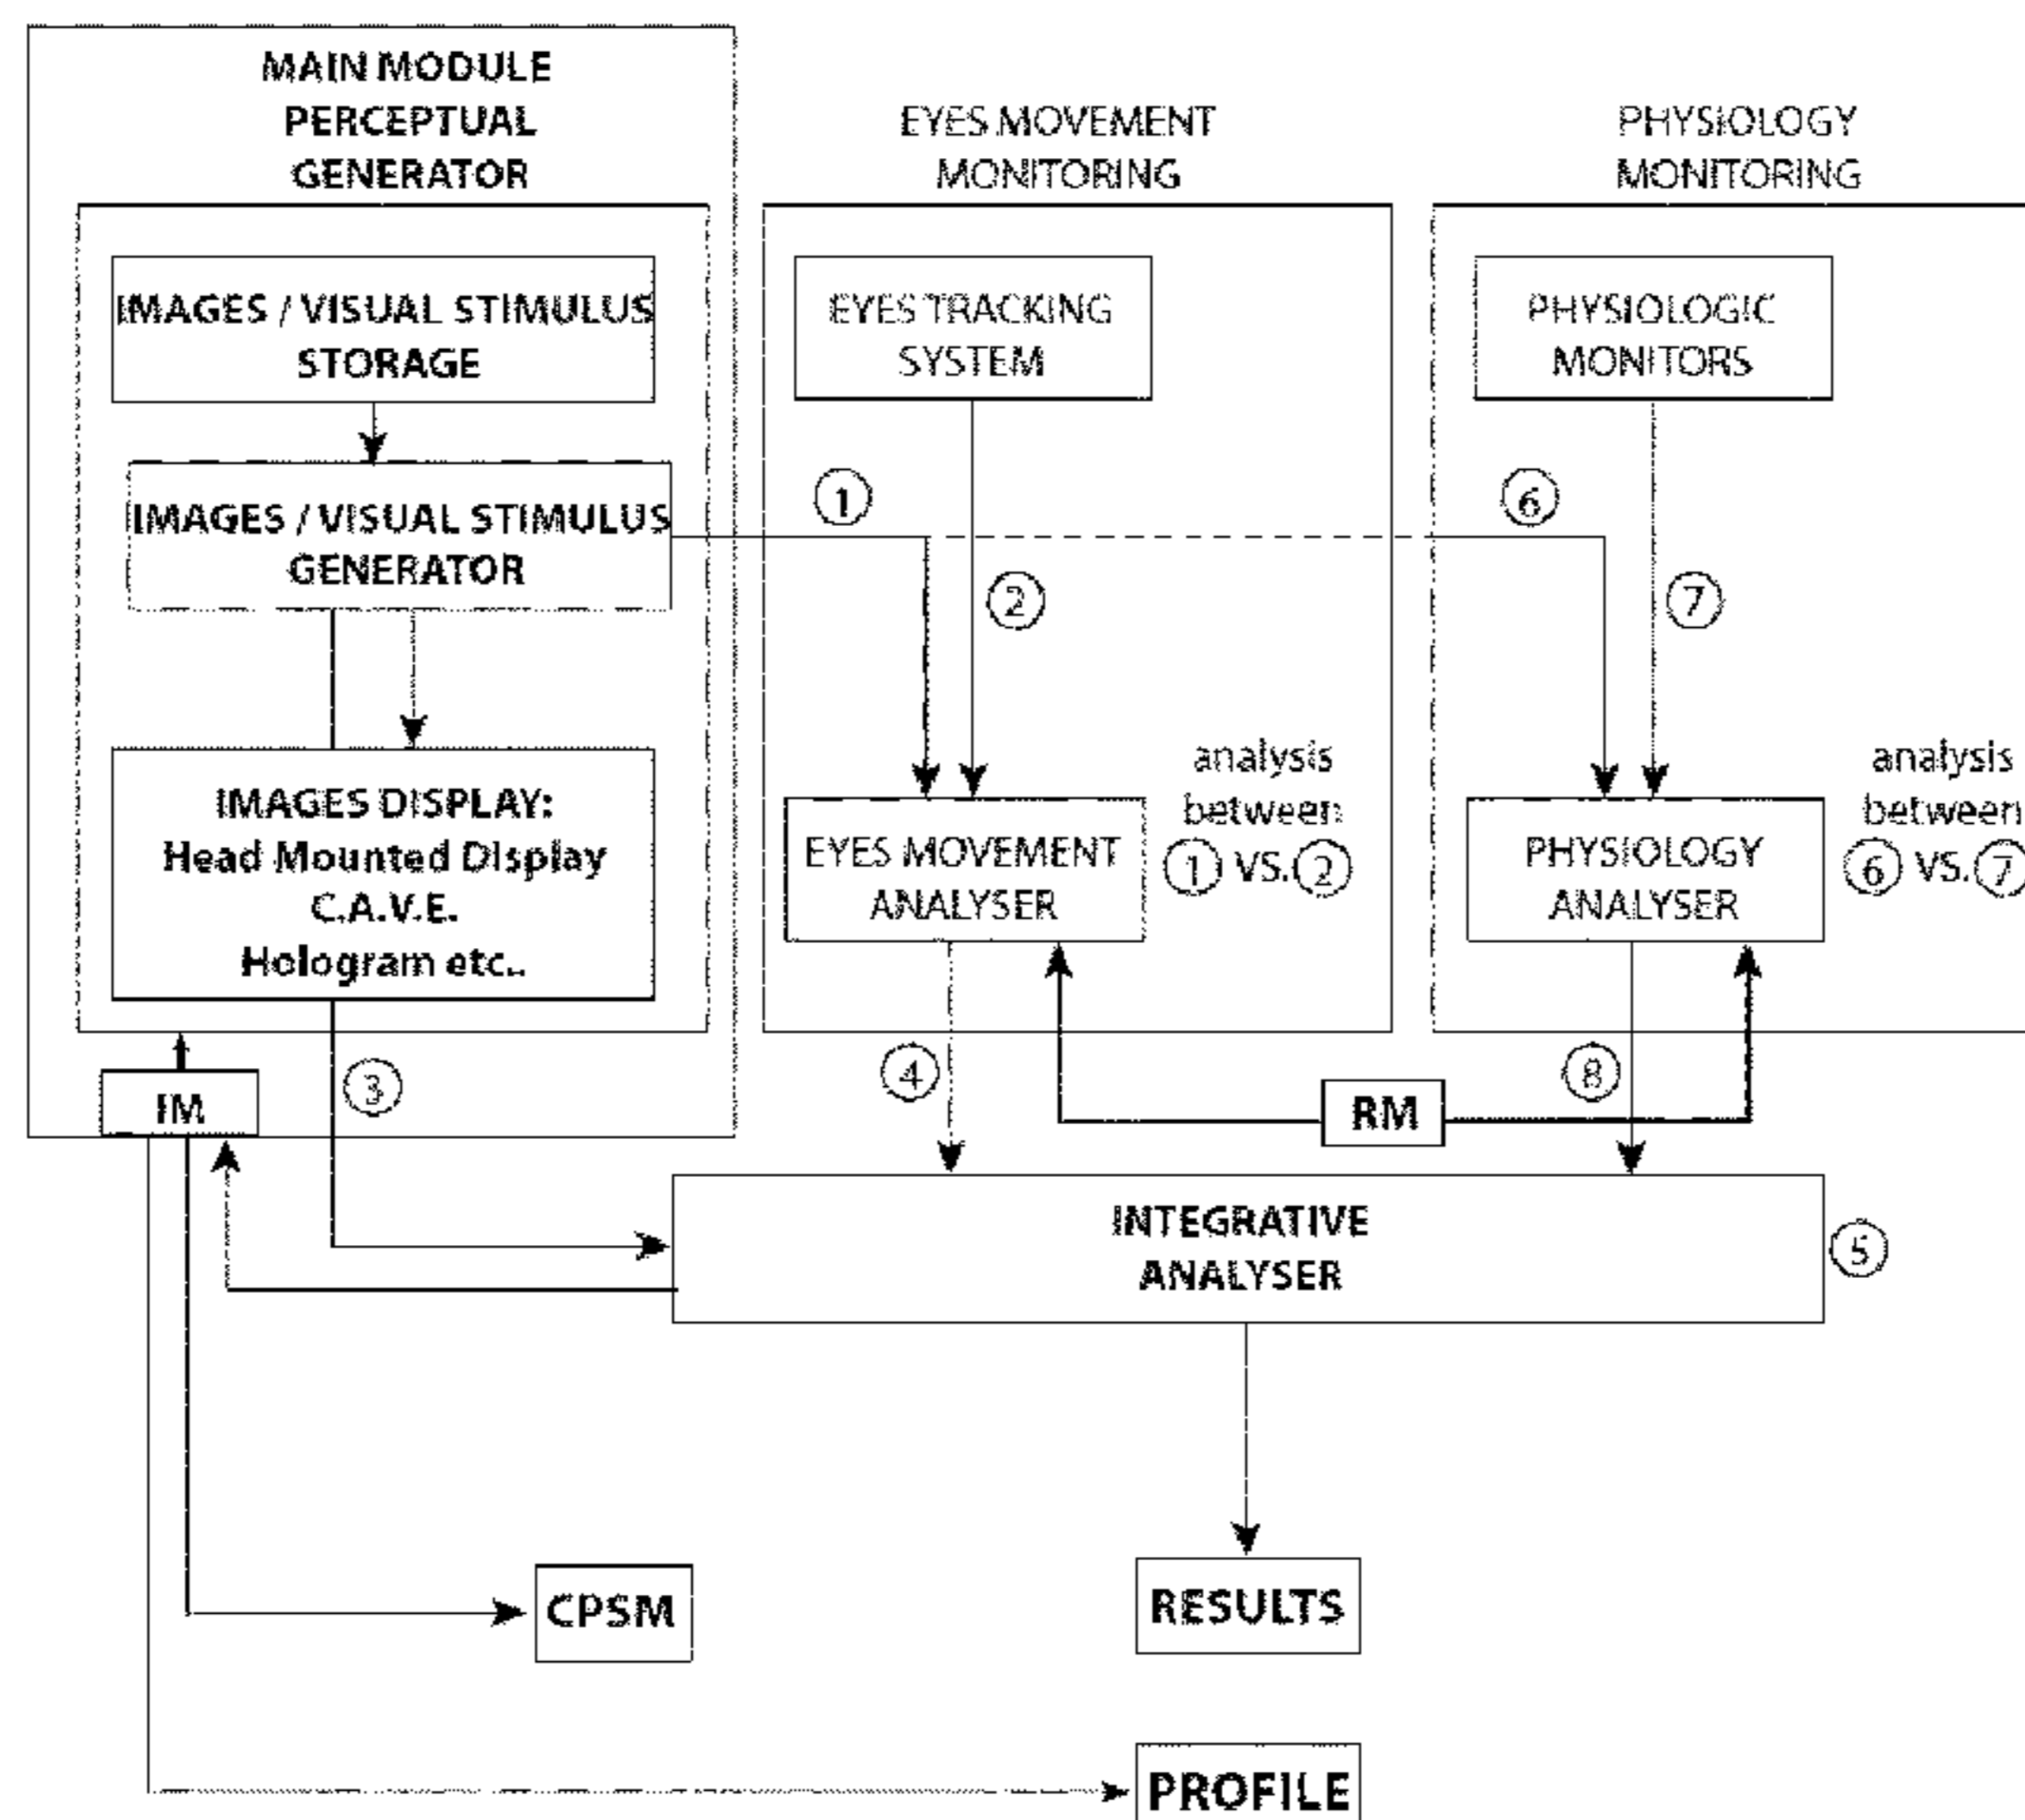 MAIN MODULE
PERCEPTUAL
GENERATOR
IMAGES / VISUAL STIMULUS
STORAGE
IMAGES / VISUAL STIMULUS
GENERATOR
IMAGES DISPLAY:
Head Mounted DIsplay
C.A.V.E.
Hologram etc..
IM
3
EYES MOVEMENT
MONITORING
EYES TRACKING
SYSTEM
1
2
EYES MOVEMENT
ANALYSER
analysis
between
1 VS. 2
4
PHYSIOLOGY
MONITORING
PHYSIOLOGIC
MONITORS
6
7
PHYSIOLOGY
ANALYSER
analysis
between
6 VS. 7
8
RM
INTEGRATIVE
ANALYSER
5
CPSM
RESULTS
PROFILE